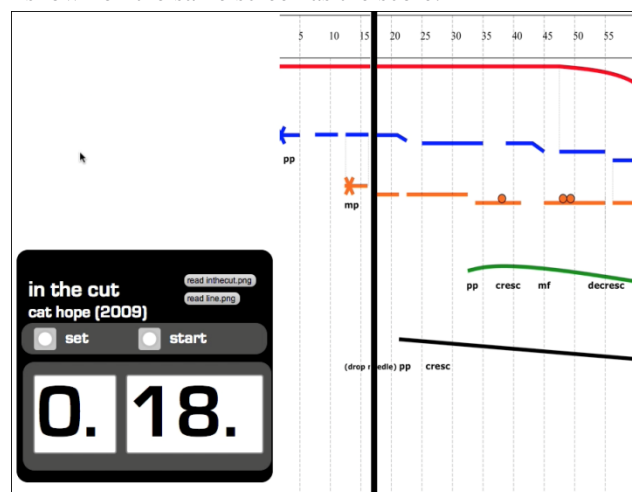 5 10 15 20 25 30 35 40 45 50 55
pp
mp
pp cresc mf decresc
(drop needle) pp cresc
in the cut
cat hope (2009)
read inthecut.png
read line.png
set start
0. 18.